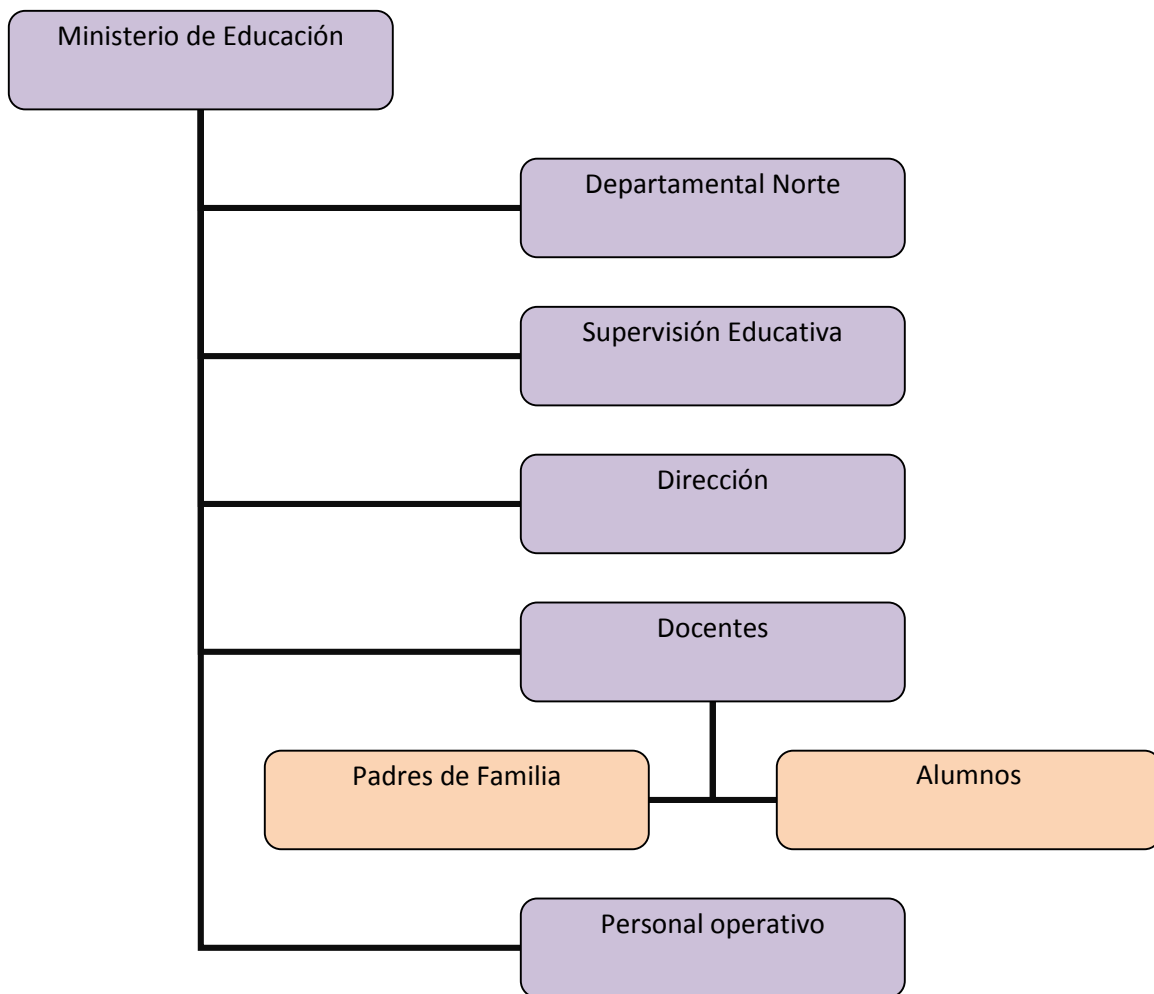 Ministerio de Educación
Departamental Norte
Supervisión Educativa
Dirección
Docentes
Padres de Familia
Alumnos
Personal operativo